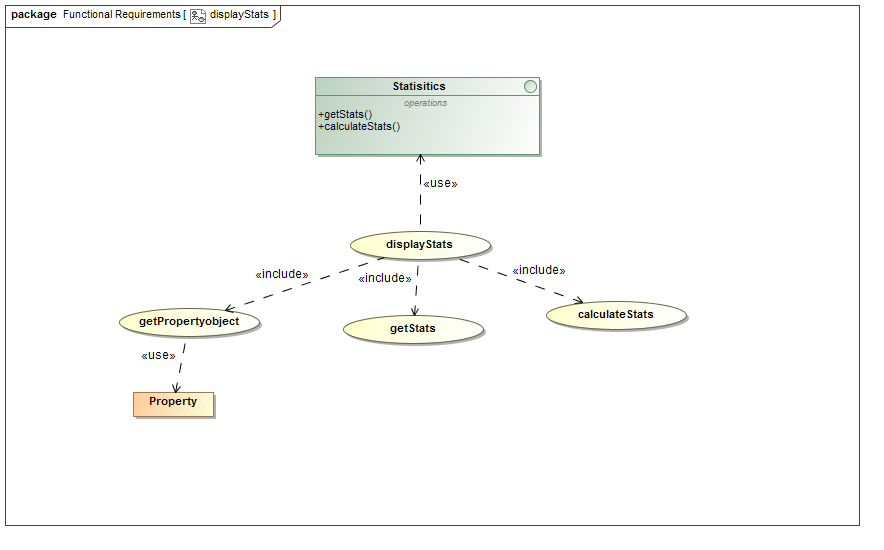 package Functional Requirements [ displayStats ]
Statisitics
operations
+getStats()
+calculateStats()
«use»
displayStats
«include»
«include»
«include»
getPropertyobject
getStats
calculateStats
«use»
Property